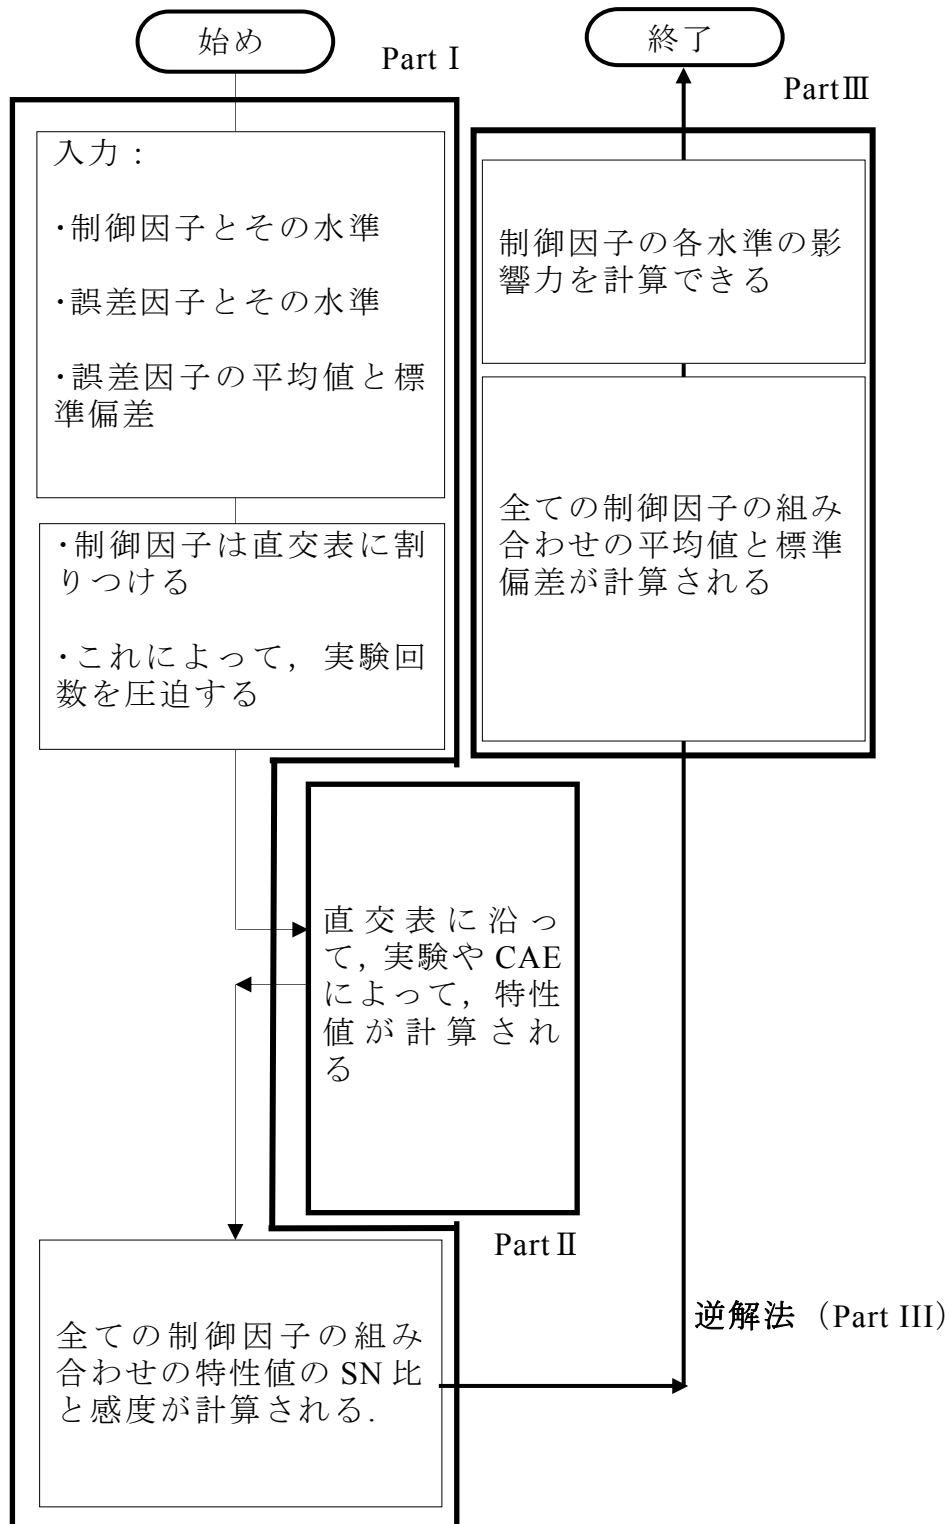 始め
Part Ⅰ
入力：
・制御因子とその水準
・誤差因子とその水準
・誤差因子の平均値と標
準偏差
・制御因子は直交表に割
りつける
・これによって，実験回
数を圧迫する
直交表に沿っ
て，実験や CAE
によって，特性
値が計算され
る
Part Ⅱ
全ての制御因子の組み
合わせの特性値の SN 比
と感度が計算される.
逆解法（Part III）
全ての制御因子の組み
合わせの平均値と標準
偏差が計算される
制御因子の各水準の影
響力を計算できる
PartⅢ
終了